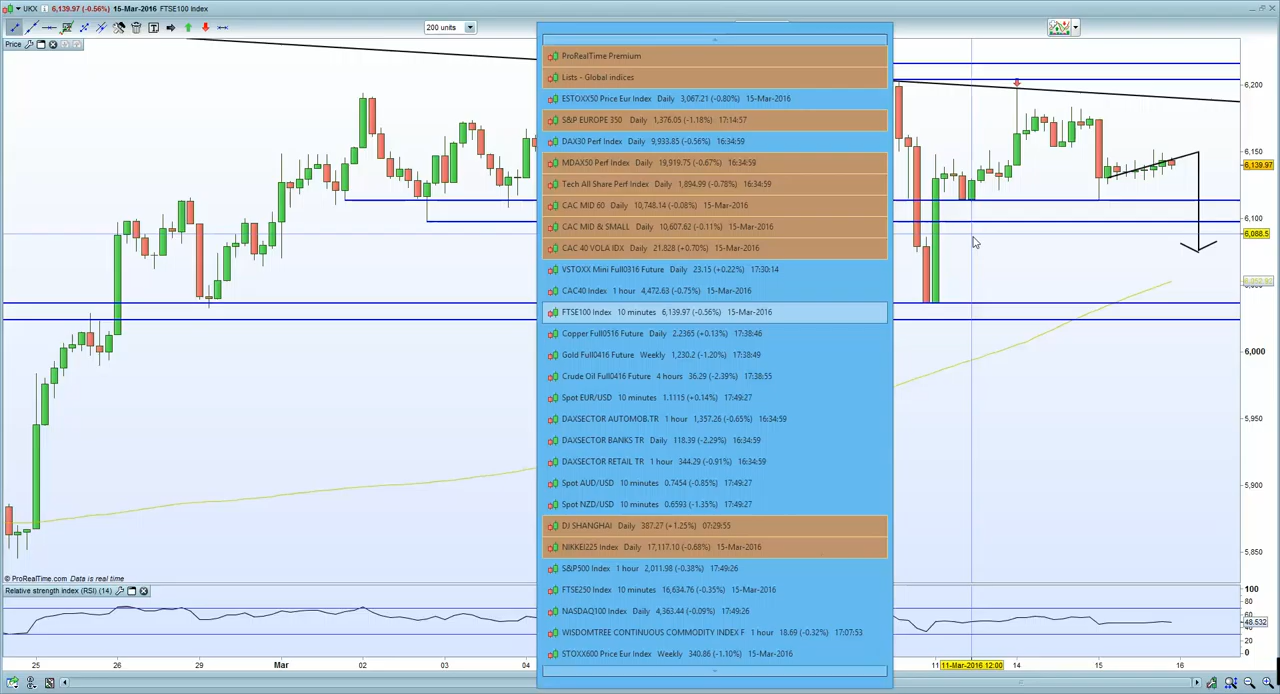 UKX 6,139.97 (-0.56%) 15-Mar-2016 FTSE100 Index
200 units
Price
ProRealTime Premium
Lists - Global indices
ESTOXX50 Price Eur Index Daily 3,067.21 (-0.80%) 15-Mar-2016
S&P EUROPE 350 Daily 1,376.05 (-1.18%) 17:14:57
DAX30 Perf Index Daily 9,933.85 (-0.56%) 16:34:59
MDAX50 Perf Index Daily 19,919.75 (-0.67%) 16:34:59
Tech All Share Perf Index Daily 1,894.99 (-0.78%) 16:34:59
CAC MID 60 Daily 10,748.14 (-0.08%) 15-Mar-2016
CAC MID & SMALL Daily 10,607.62 (-0.11%) 15-Mar-2016
CAC 40 VOLA IDX Daily 21.828 (+0.70%) 15-Mar-2016
VSTOXX Mini Full0316 Future Daily 23.15 (+0.22%) 17:30:14
CAC40 Index 1 hour 4,472.63 (-0.75%) 15-Mar-2016
FTSE100 Index 10 minutes 6,139.97 (-0.56%) 15-Mar-2016
Copper Full0516 Future Daily 2.2365 (+0.13%) 17:38:46
Gold Full0416 Future Weekly 1,230.2 (-1.20%) 17:38:49
Crude Oil Full0416 Future 4 hours 36.29 (-2.39%) 17:38:55
Spot EUR/USD 10 minutes 1.1115 (+0.14%) 17:49:27
DAXSECTOR AUTOMOB.TR 1 hour 1,357.26 (-0.65%) 16:34:59
DAXSECTOR BANKS TR Daily 118.39 (-2.29%) 16:34:59
DAXSECTOR RETAIL TR 1 hour 344.29 (-0.91%) 16:34:59
Spot AUD/USD 10 minutes 0.7454 (-0.85%) 17:49:27
Spot NZD/USD 10 minutes 0.6593 (-1.35%) 17:49:27
DJ SHANGHAI Daily 387.27 (+1.25%) 07:29:55
NIKKEI225 Index Daily 17,117.10 (-0.68%) 15-Mar-2016
S&P500 Index 1 hour 2,011.98 (-0.38%) 17:49:26
FTSE250 Index 10 minutes 16,634.76 (-0.35%) 15-Mar-2016
NASDAQ100 Index Daily 4,363.44 (-0.09%) 17:49:26
WISDOMTREE CONTINUOUS COMMODITY INDEX F 1 hour 18.69 (-0.32%) 17:07:53
STOXX600 Price Eur Index Weekly 340.86 (-1.10%) 15-Mar-2016
6,200
6,150
6,139.97
6,100
6,088.5
6,000
5,950
5,900
5,850
© ProRealTime.com Data is real time
Relative strength index (RSI) (14)
100
80
60
48.532
40
20
0
25 26 29 Mar 02 03 04 11 11-Mar-2016 12:00 14 15 16